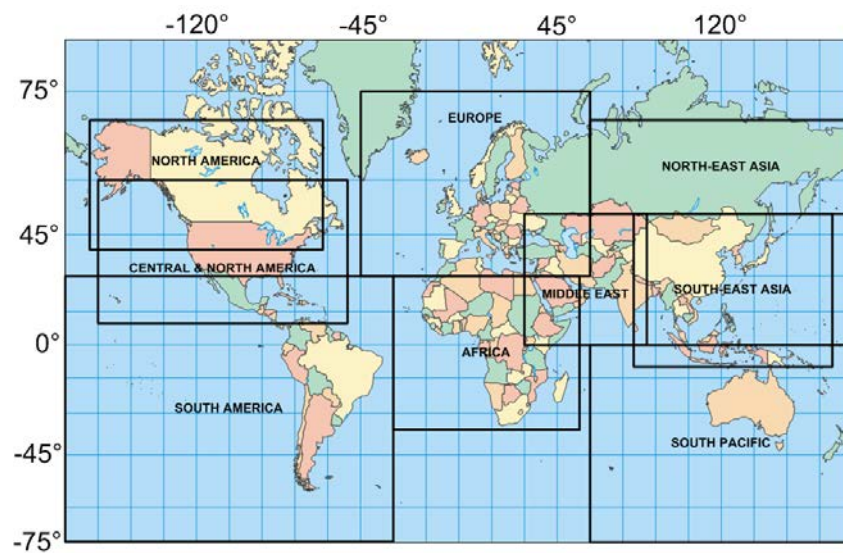 -120° -45° 45° 120°
75°
EUROPE
NORTH AMERICA
NORTH-EAST ASIA
45°
CENTRAL & NORTH AMERICA
MIDDLE EAST
SOUTH-EAST ASIA
0°
AFRICA
SOUTH AMERICA
SOUTH PACIFIC
-45°
-75°